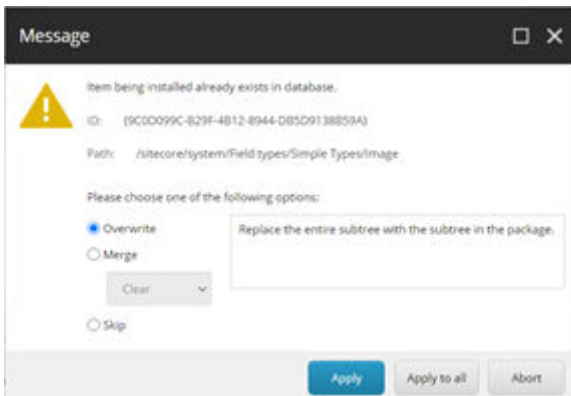 Message
Item being installed already exists in database.
ID: {9C0D099C-B29F-4B12-8944-DB5D9138B59A}
Path: /sitecore/system/Field types/Simple Types/Image
Please choose one of the following options:
Overwrite
Replace the entire subtree with the subtree in the package.
Merge
Clear
Skip
Apply
Apply to all
Abort